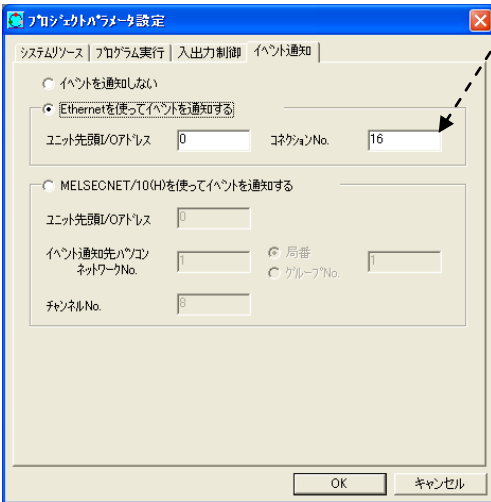 プロジェクトパラメータ設定
システムリソース プログラム実行 入出力制御 イベント通知
イベントを通知しない
Ethernetを使ってイベントを通知する
ユニット先頭I/Oアドレス 0 コネクションNo. 16
MELSECNET/10(H)を使ってイベントを通知する
ユニット先頭I/Oアドレス 0
イベント通知先パソコン
ネットワークNo. 1 局番 1
グループNo.
チャンネルNo. 8
OK キャンセル